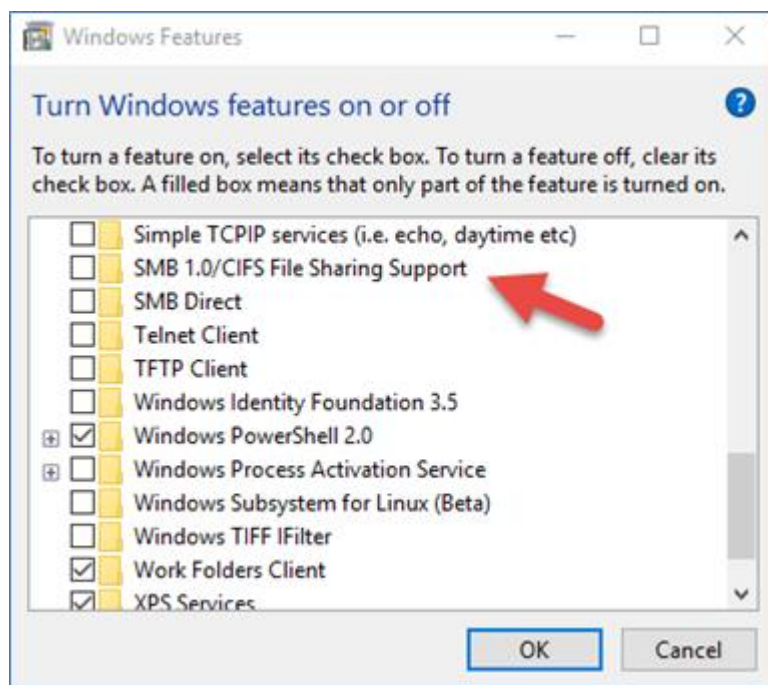 Windows Features
Turn Windows features on or off
To turn a feature on, select its check box. To turn a feature off, clear its
check box. A filled box means that only part of the feature is turned on.
Simple TCPIP services (i.e. echo, daytime etc)
SMB 1.0/CIFS File Sharing Support
SMB Direct
Telnet Client
TFTP Client
Windows Identity Foundation 3.5
Windows PowerShell 2.0
Windows Process Activation Service
Windows Subsystem for Linux (Beta)
Windows TIFF IFilter
Work Folders Client
XPS Services
OK Cancel